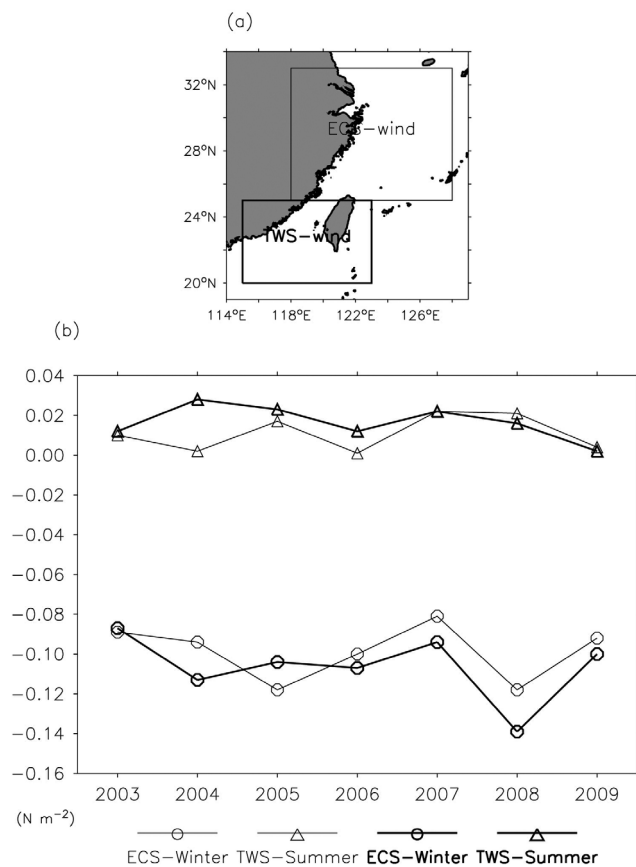 (a)
32°N
28°N
24°N
20°N
ECS-wind
TWS-wind
114°E 118°E 122°E 126°E
(b)
0.04
0.02
0.00
-0.02
-0.04
-0.06
-0.08
-0.10
-0.12
-0.14
-0.16
2003 2004 2005 2006 2007 2008 2009
(N m⁻²)
ECS-Winter TWS-Summer ECS-Winter TWS-Summer